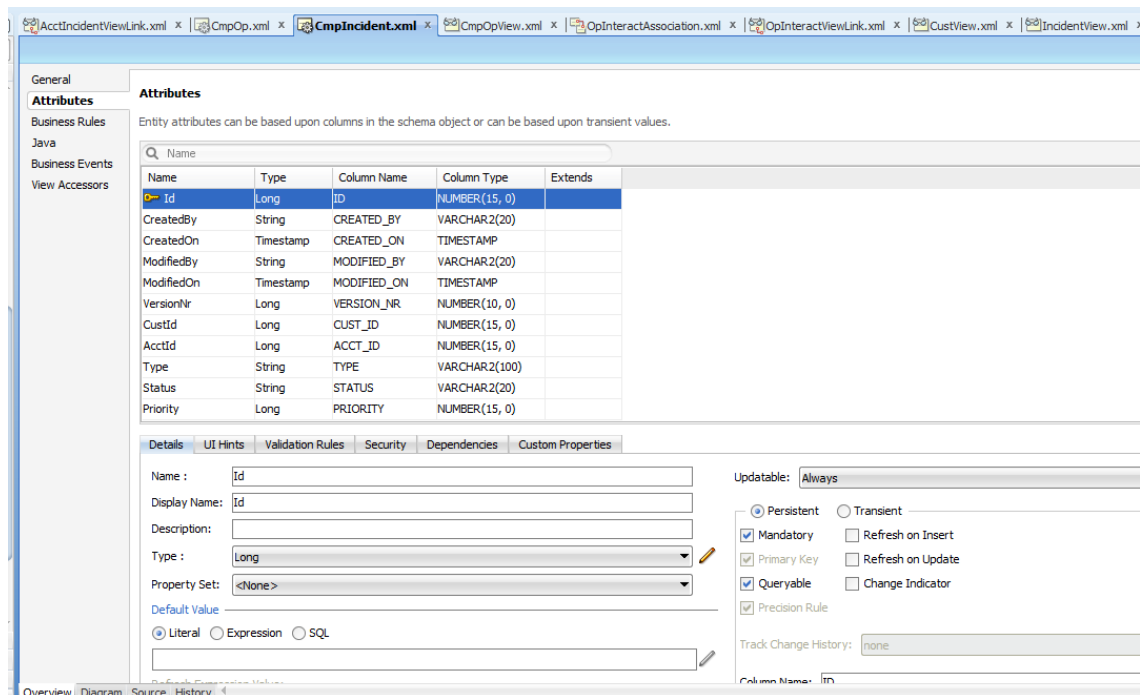 AcctIncidentViewLink.xml x CmpOp.xml x CmpIncident.xml x CmpOpView.xml x OpInteractAssociation.xml x OpInteractViewLink.xml x CustView.xml x IncidentView.xml
General
Attributes
Business Rules
Java
Business Events
View Accessors
Attributes
Entity attributes can be based upon columns in the schema object or can be based upon transient values.
Name
Name Type Column Name Column Type Extends
Id Long ID NUMBER(15, 0)
CreatedBy String CREATED_BY VARCHAR2(20)
CreatedOn Timestamp CREATED_ON TIMESTAMP
ModifiedBy String MODIFIED_BY VARCHAR2(20)
ModifiedOn Timestamp MODIFIED_ON TIMESTAMP
VersionNr Long VERSION_NR NUMBER(10, 0)
CustId Long CUST_ID NUMBER(15, 0)
AcctId Long ACCT_ID NUMBER(15, 0)
Type String TYPE VARCHAR2(100)
Status String STATUS VARCHAR2(20)
Priority Long PRIORITY NUMBER(15, 0)
Details UI Hints Validation Rules Security Dependencies Custom Properties
Name : Id
Display Name: Id
Description:
Type : Long
Property Set: <None>
Default Value
Literal Expression SQL
Refresh Expression Value:
Updatable: Always
Persistent Transient
Mandatory Refresh on Insert
Primary Key Refresh on Update
Queryable Change Indicator
Precision Rule
Track Change History: none
Column Name: ID
Overview Diagram Source History